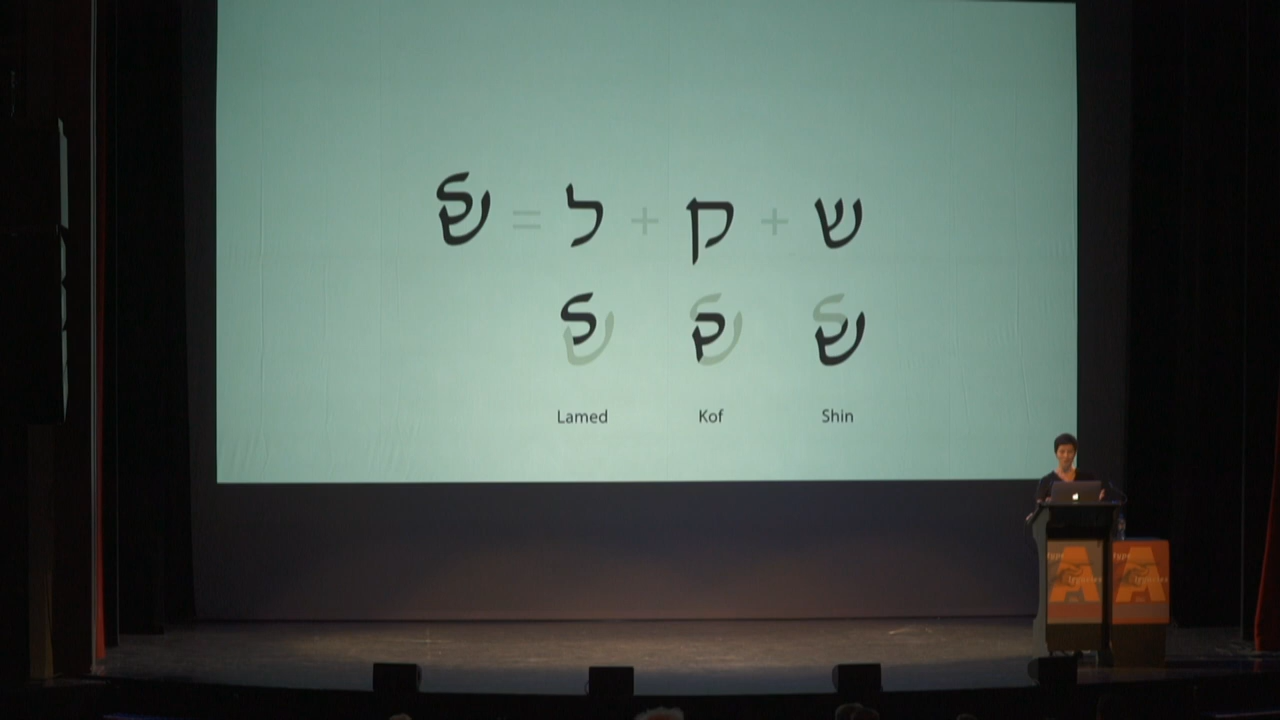 = ל + ק + ש
Lamed Kof Shin